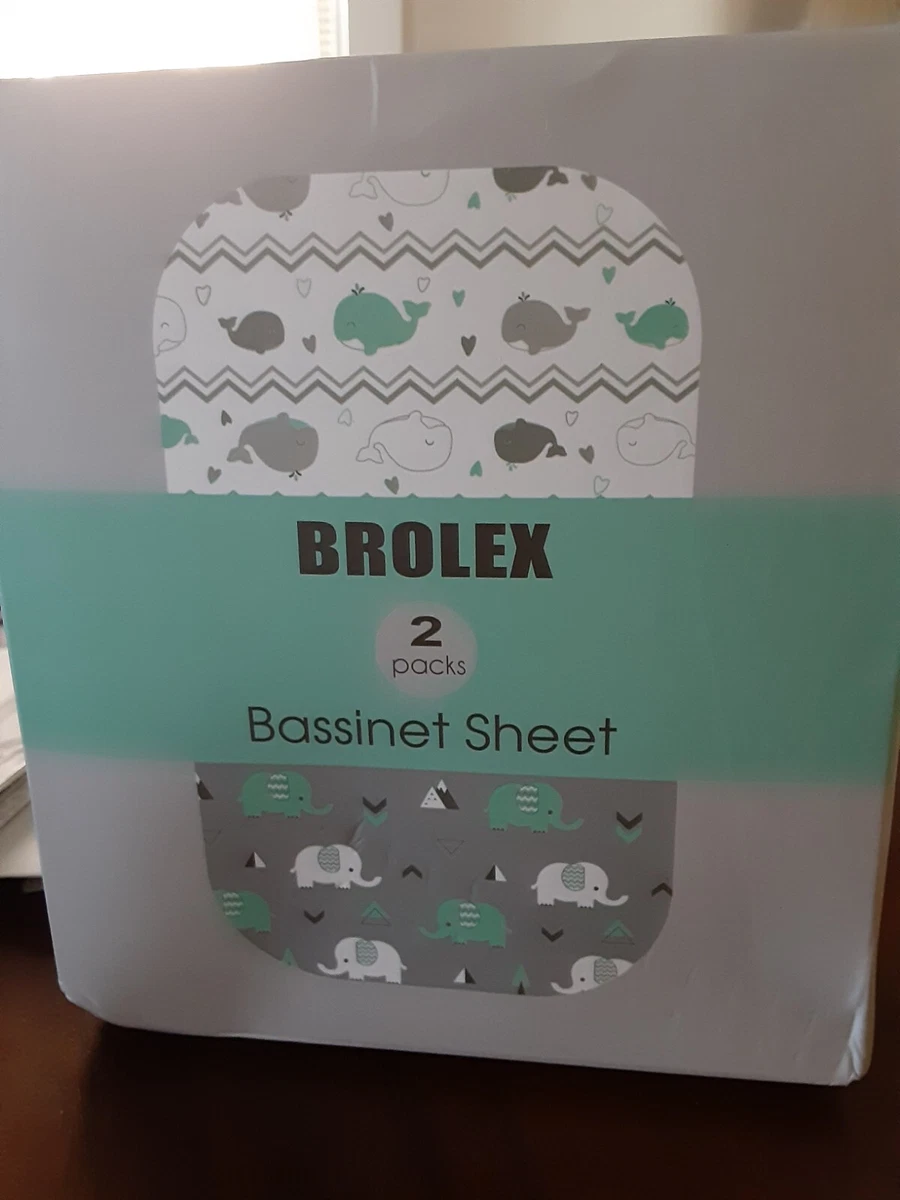 BROLEX
2
packs
Bassinet Sheet